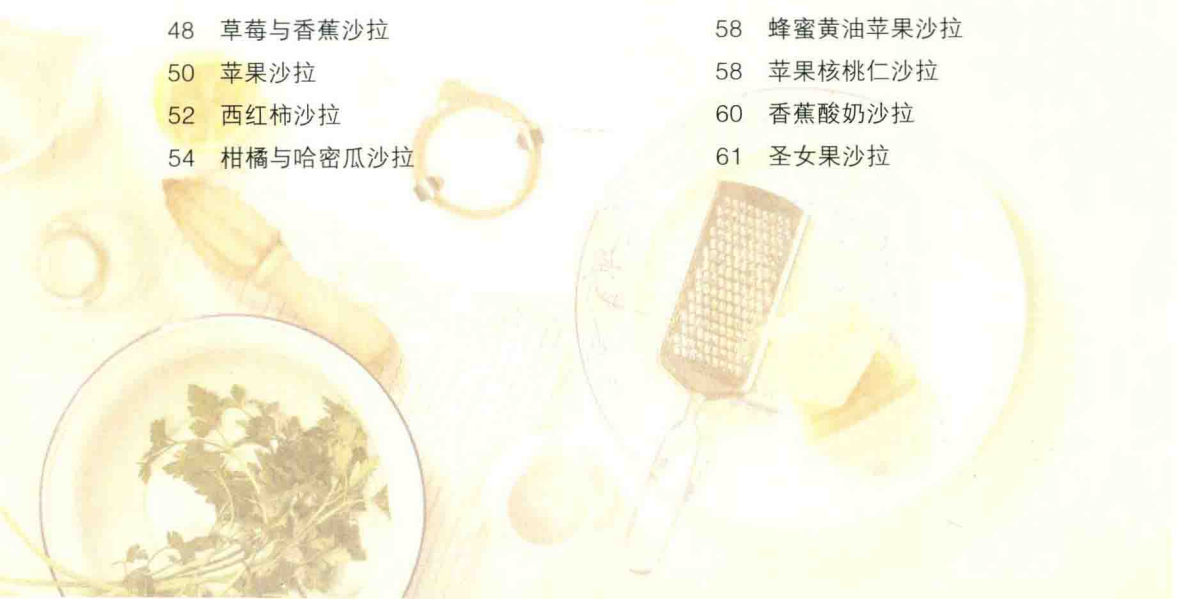 48 草莓与香蕉沙拉
50 苹果沙拉
52 西红柿沙拉
54 柑橘与哈密瓜沙拉
58 蜂蜜黄油苹果沙拉
58 苹果核桃仁沙拉
60 香蕉酸奶沙拉
61 圣女果沙拉